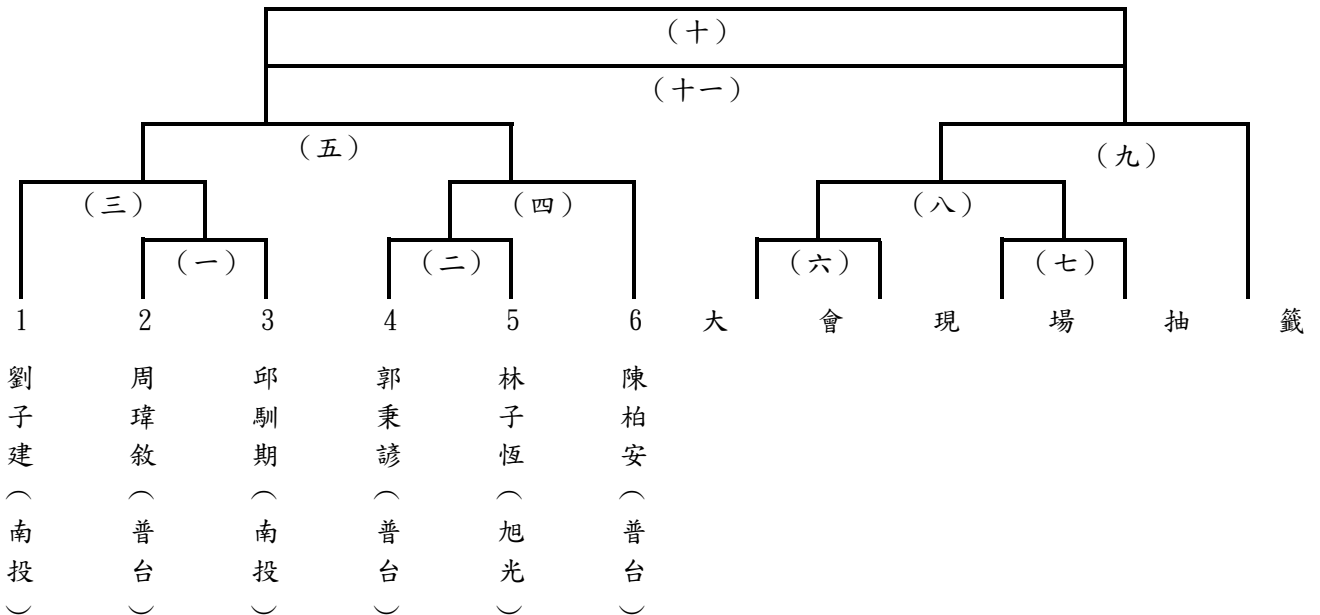 (十)
(十一)
(五)
(九)
(三)
(四)
(八)
(一)
(二)
(六)
(七)
1 2 3 4 5 6 大 會 現 場 抽 籤
劉子建(南投)
周瑋敘(普台)
邱馴期(南投)
郭秉諺(普台)
林子恆(旭光)
陳柏安(普台)